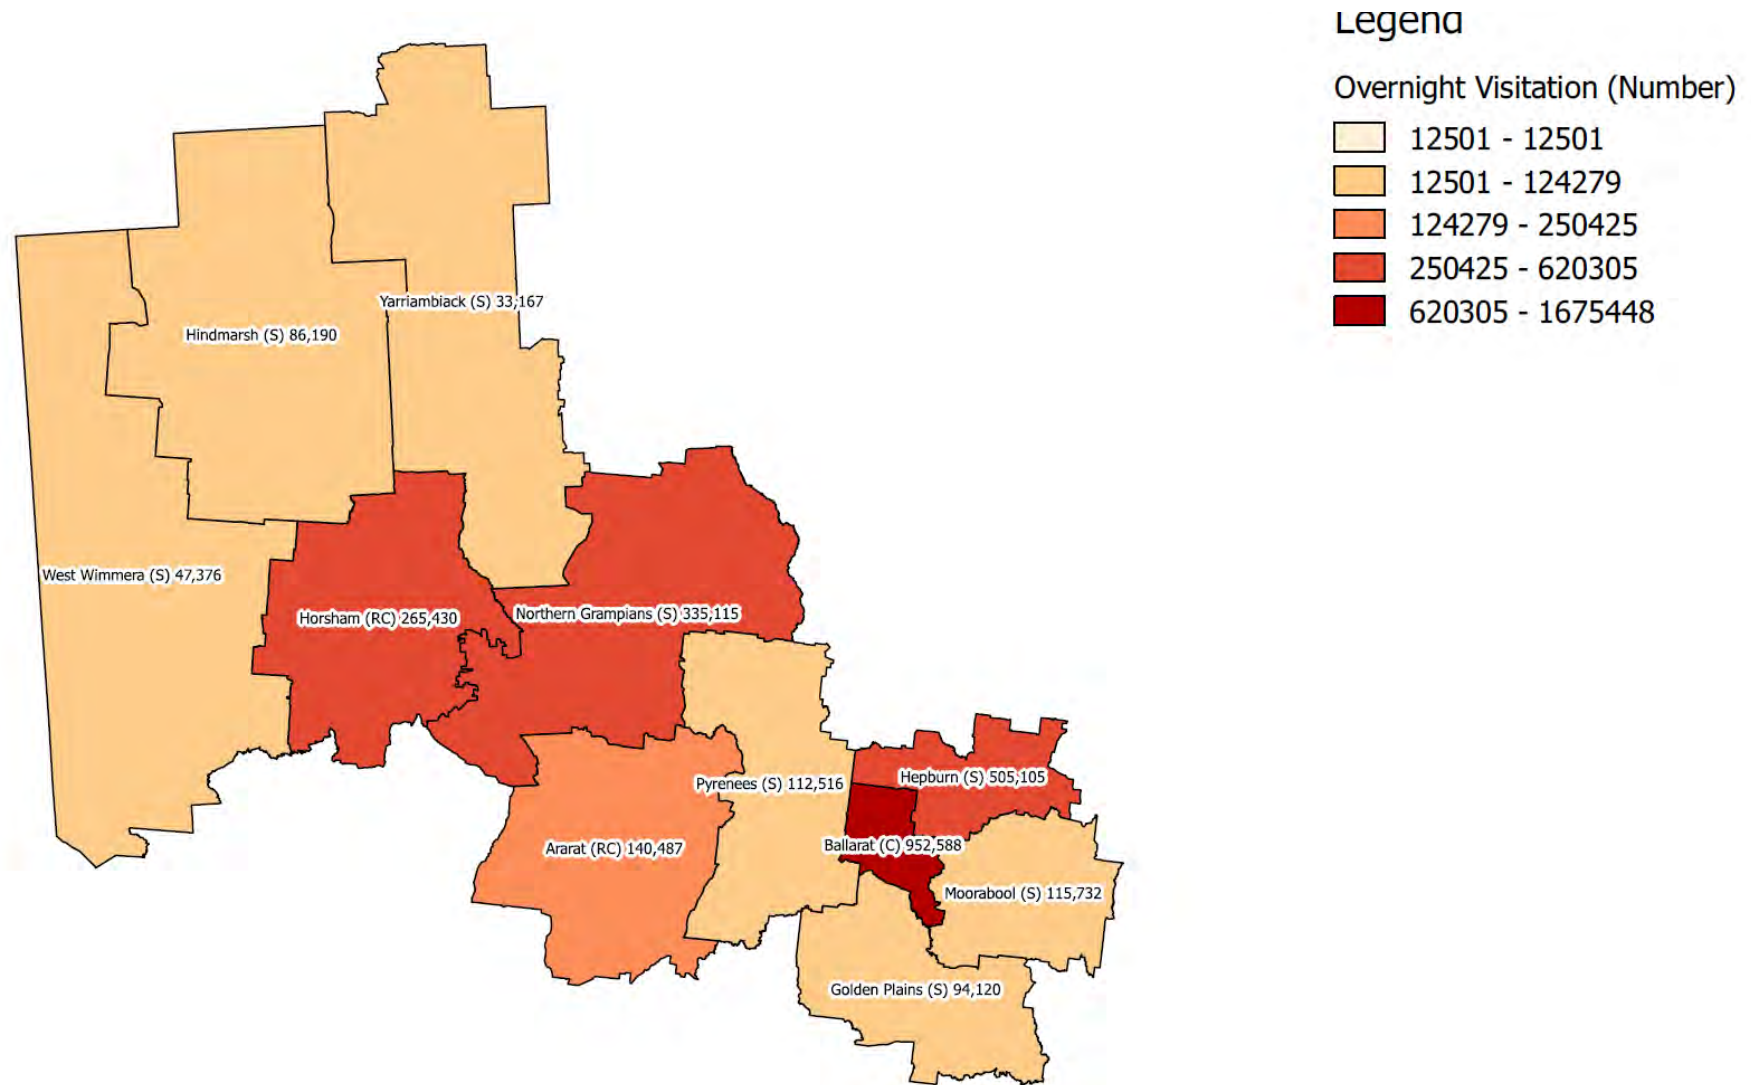 Legend
Overnight Visitation (Number)
12501 - 12501
12501 - 124279
124279 - 250425
250425 - 620305
620305 - 1675448
Yarriambiack (S) 33,167
Hindmarsh (S) 86,190
West Wimmera (S) 47,376
Horsham (RC) 265,430
Northern Grampians (S) 335,115
Pyrenees (S) 112,516
Hepburn (S) 505,105
Ararat (RC) 140,487
Ballarat (C) 952,588
Moorabool (S) 115,732
Golden Plains (S) 94,120